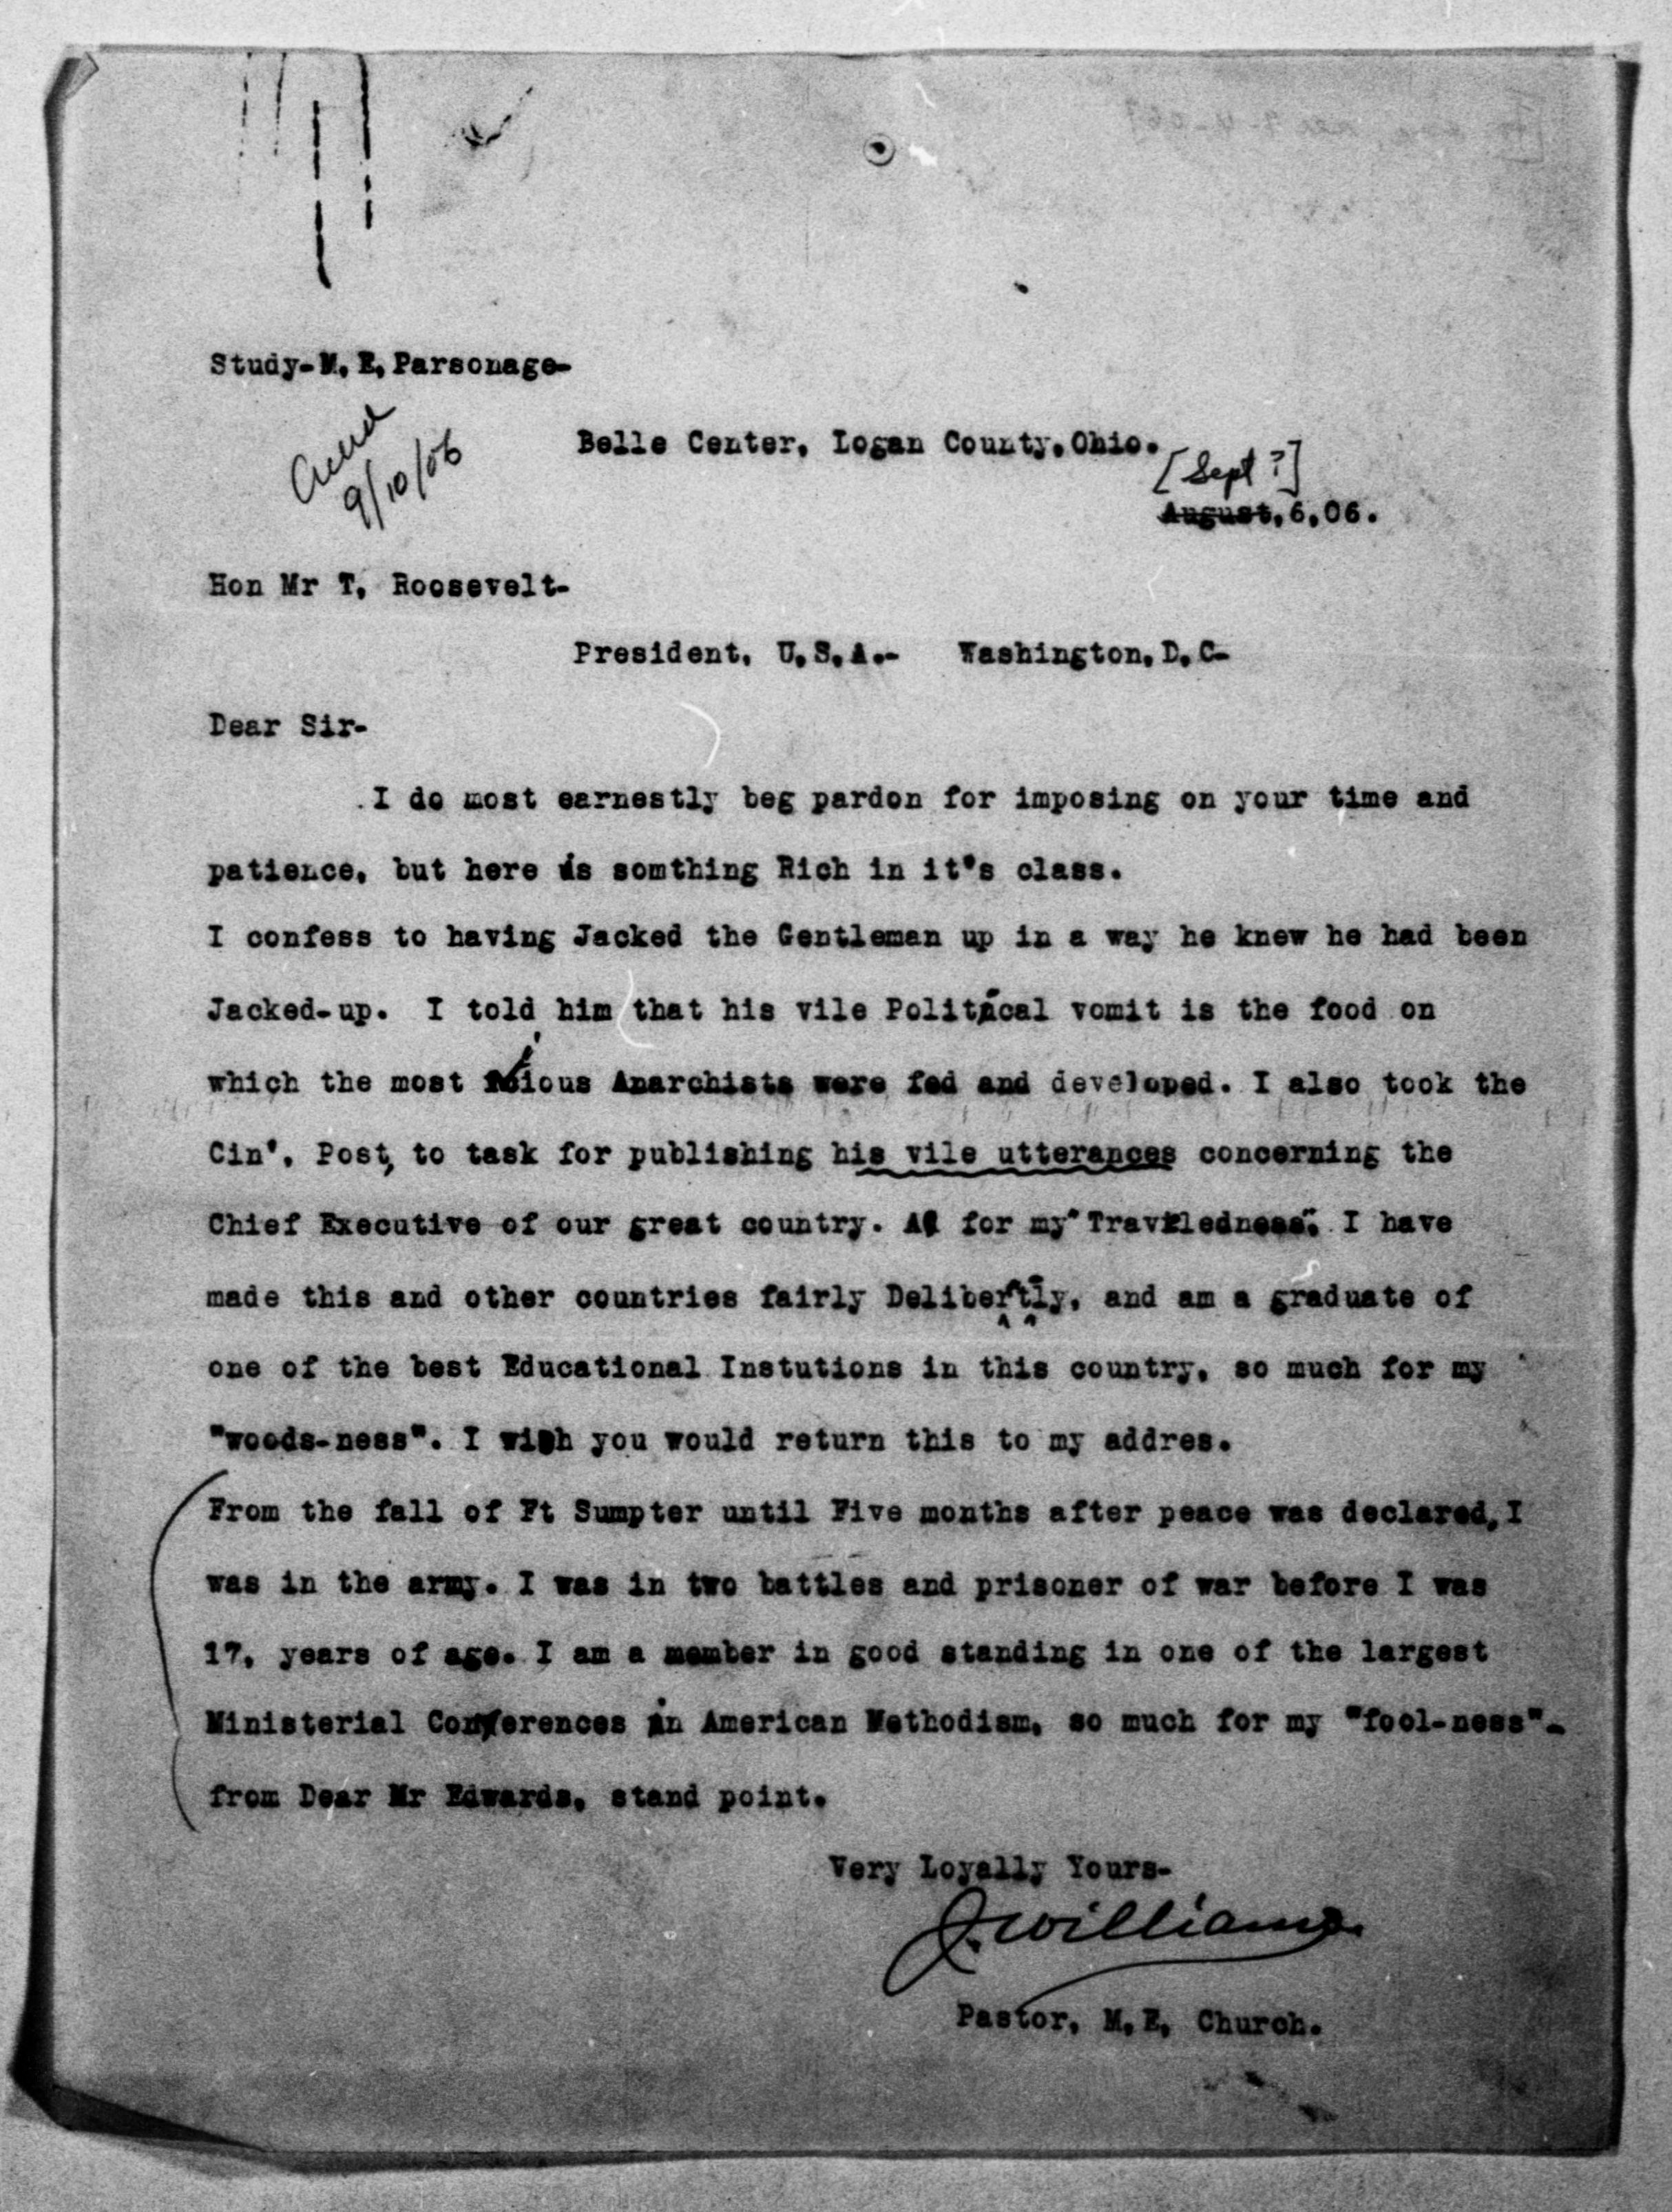 Study-M. E. Parsonage-
Belle Center, Logan County, Ohio.
[Sept ?]
August, 6, 06.
9/10/06
Hon Mr T. Roosevelt-
President, U.S.A.- Washington, D. C-
Dear Sir-
I do most earnestly beg pardon for imposing on your time and
patience, but here is somthing Rich in it's class.
I confess to having Jacked the Gentleman up in a way he knew he had been
Jacked-up. I told him that his vile Political vomit is the food on
which the most Anarchists were fed and developed. I also took the
Cin'. Post, to task for publishing his vile utterances concerning the
Chief Executive of our great country. As for my "Traviledness". I have
made this and other countries fairly Delibertly, and am a graduate of
one of the best Educational Instutions in this country, so much for my
"woods-ness". I wish you would return this to my addres.
From the fall of Ft Sumpter until Five months after peace was declared, I
was in the army. I was in two battles and prisoner of war before I was
17, years of age. I am a member in good standing in one of the largest
Ministerial Conferences in American Methodism, so much for my "fool-ness"-
from Dear Mr Edwards, stand point.
Very Loyally Yours-
J. Williams
Pastor, M. E. Church.